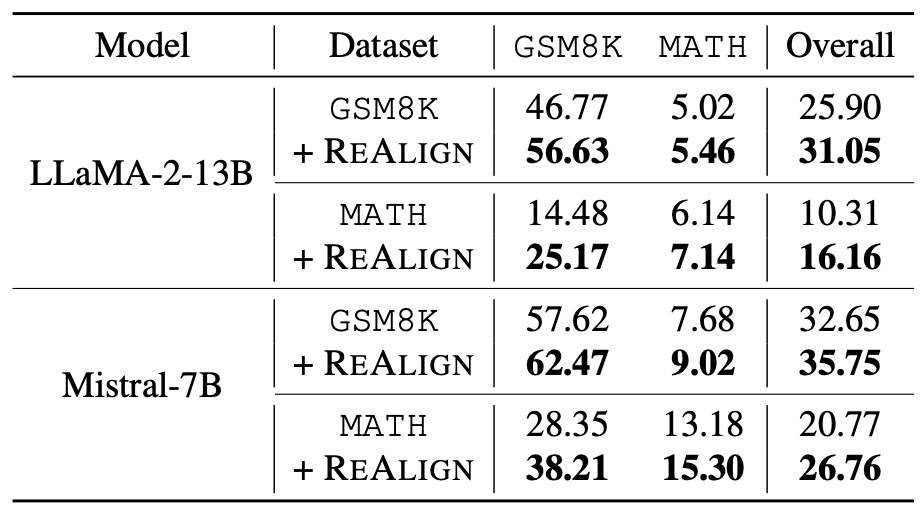 Model Dataset GSM8K MATH Overall
GSM8K 46.77 5.02 25.90
+ REALIGN 56.63 5.46 31.05
LLaMA-2-13B
MATH 14.48 6.14 10.31
+ REALIGN 25.17 7.14 16.16
GSM8K 57.62 7.68 32.65
+ REALIGN 62.47 9.02 35.75
Mistral-7B
MATH 28.35 13.18 20.77
+ REALIGN 38.21 15.30 26.76